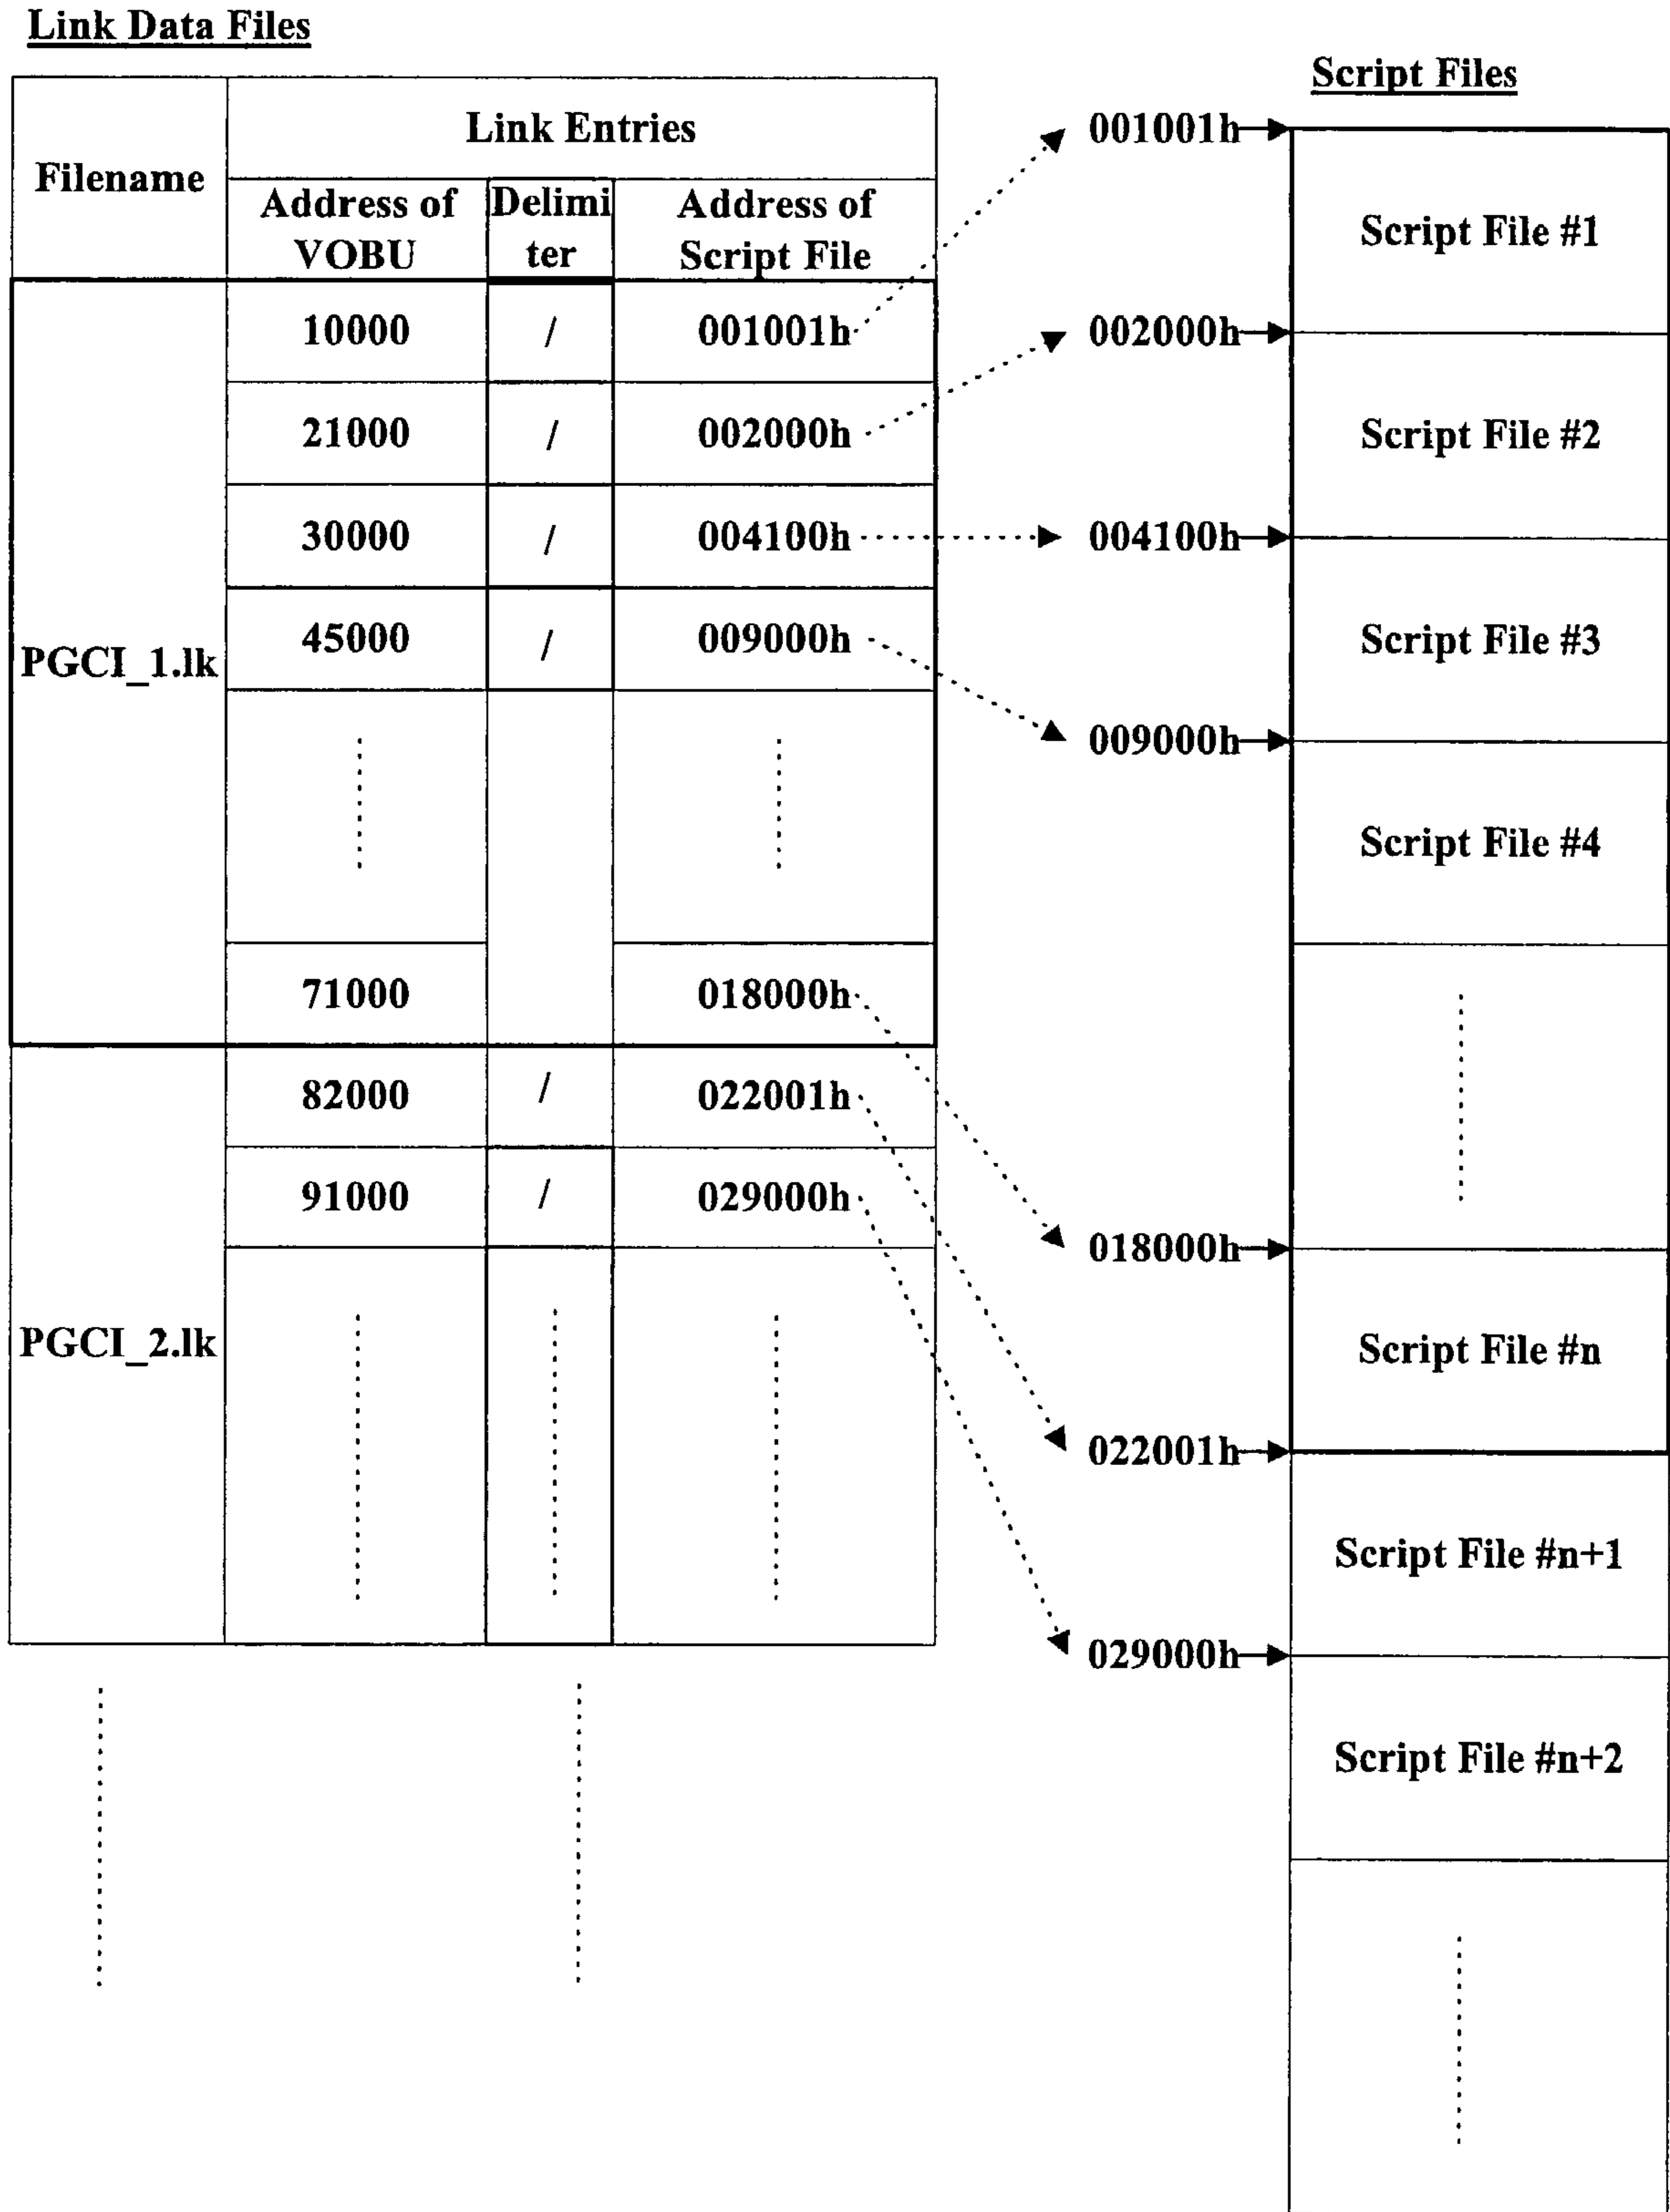 Link Data Files
Filename
Link Entries
Address of
VOBU
Delimi
ter
Address of
Script File
PGCI_1.lk
10000 / 001001h
21000 / 002000h
30000 / 004100h
45000 / 009000h
71000 018000h
PGCI_2.lk
82000 / 022001h
91000 / 029000h
Script Files
001001h
Script File #1
002000h
Script File #2
004100h
Script File #3
009000h
Script File #4
018000h
Script File #n
022001h
Script File #n+1
029000h
Script File #n+2